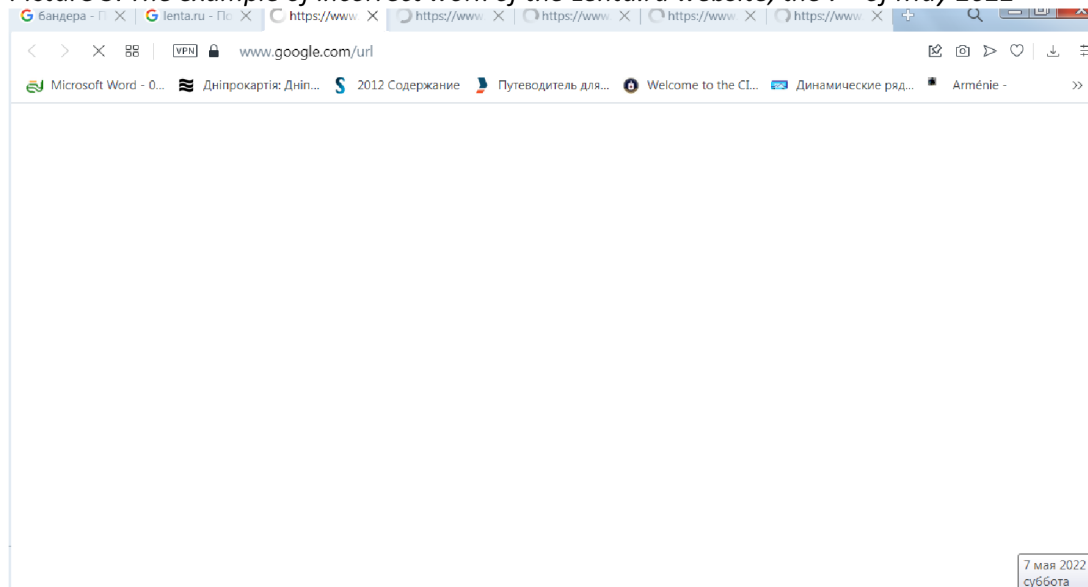 Picture 3. The example of incorrect work of the Lenta.ru website, the 7th of May 2022
бандера - П lenta.ru - По https://www. https://www. https://www. https://www. https://www.
VPN www.google.com/url
Microsoft Word - 0... Дніпрокартія: Дніп... 2012 Содержание Путеводитель для... Welcome to the CI... Динамические ряд... Arménie -
7 мая 2022
суббота